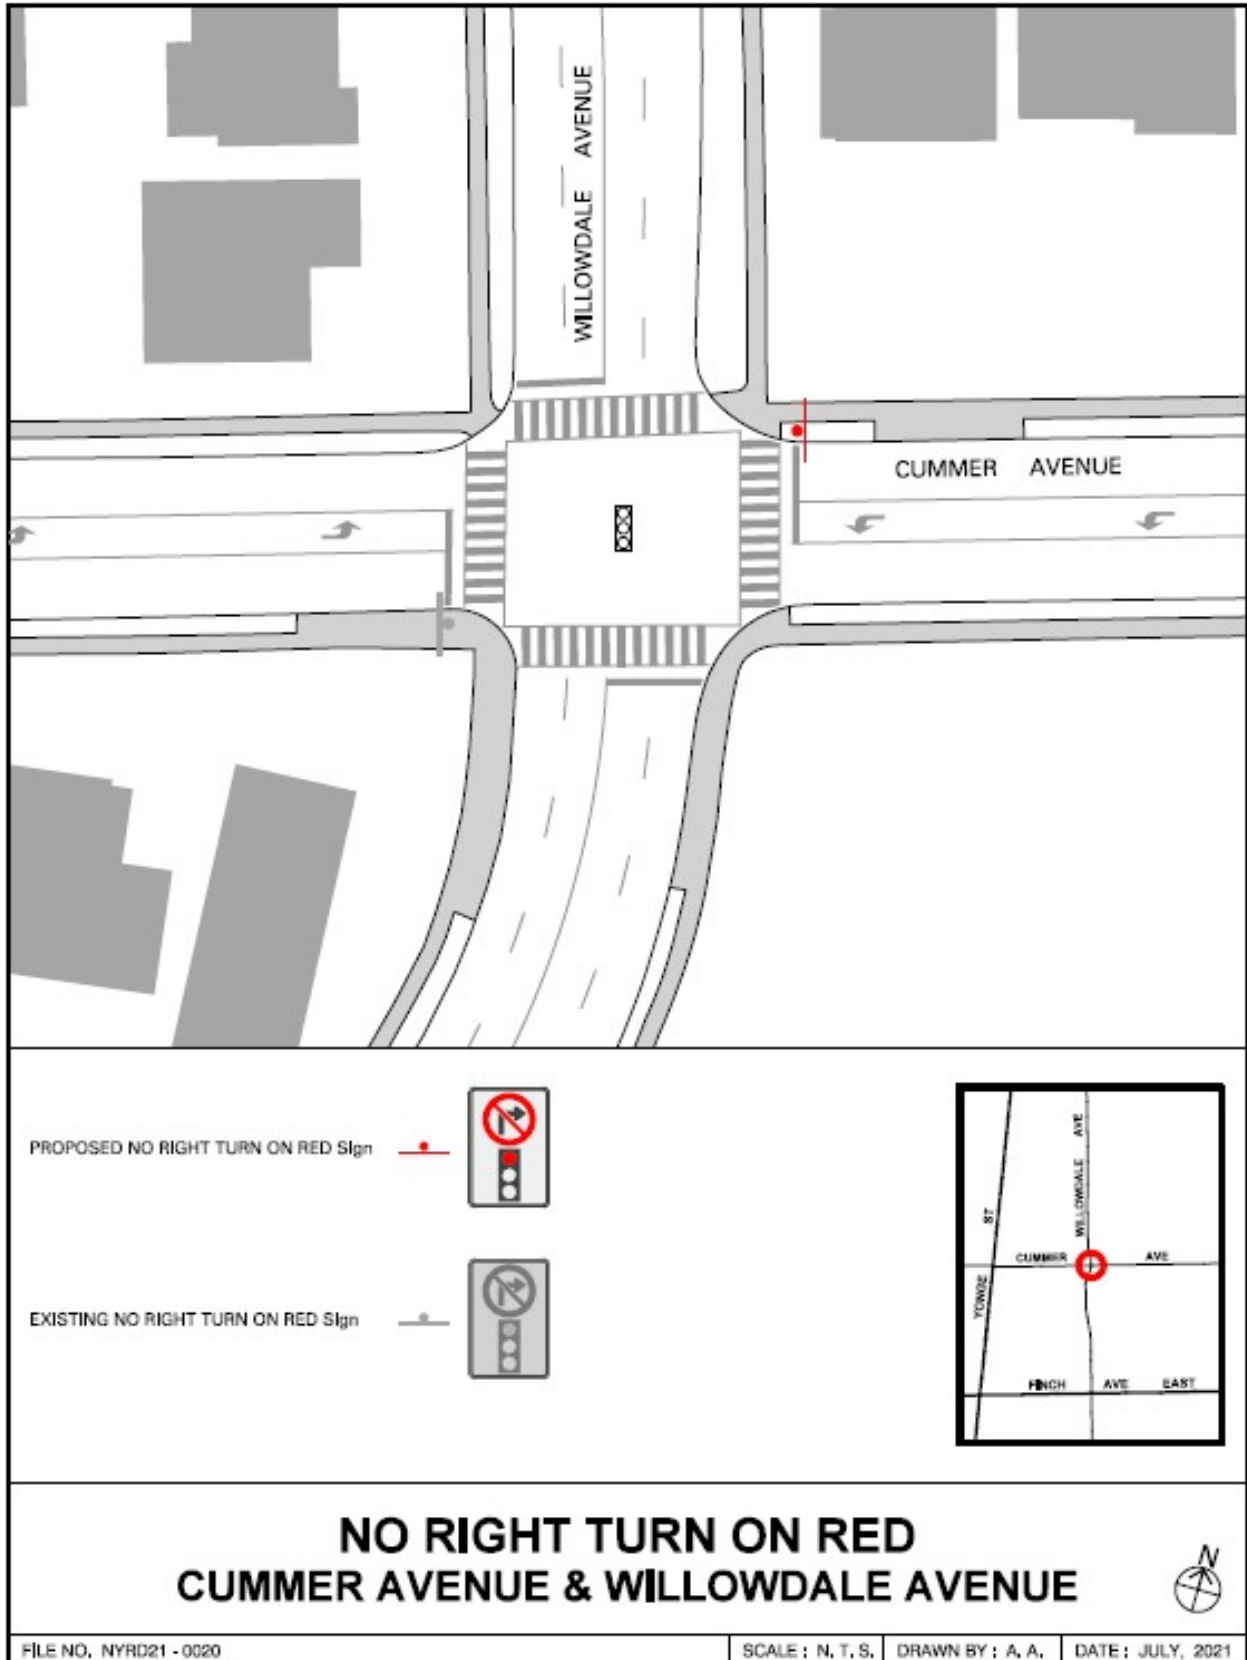 WILLOWDALE AVENUE
CUMMER AVENUE
PROPOSED NO RIGHT TURN ON RED Sign
EXISTING NO RIGHT TURN ON RED Sign
WILLOWDALE AVE
YONGE ST
CUMMER AVE
FINCH AVE EAST
NO RIGHT TURN ON RED
CUMMER AVENUE & WILLOWDALE AVENUE
N
FILE NO. NYRD21 - 0020
SCALE : N. T. S.
DRAWN BY : A. A.
DATE : JULY, 2021